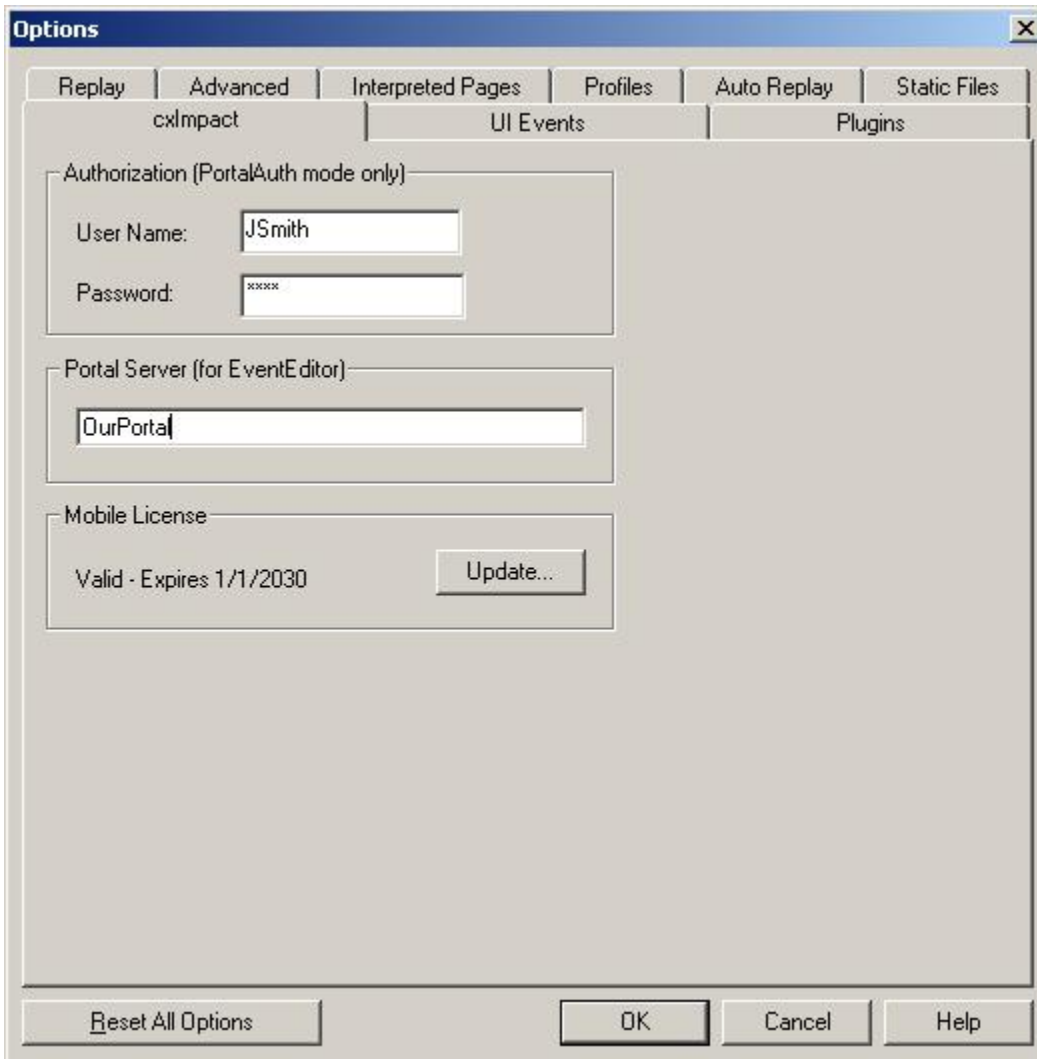 Options
Replay Advanced Interpreted Pages Profiles Auto Replay Static Files
cxImpact UI Events Plugins
Authorization (PortalAuth mode only)
User Name: JSmith
Password: ****
Portal Server (for EventEditor)
OurPortal
Mobile License
Valid - Expires 1/1/2030 Update...
Reset All Options OK Cancel Help